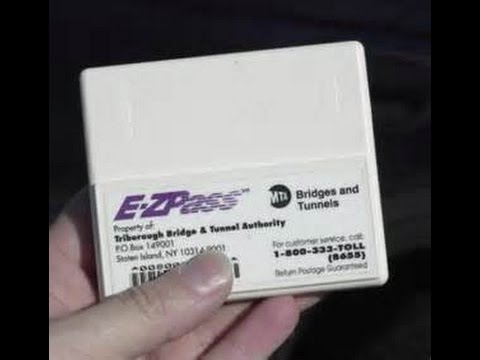 E-ZPass
Property of:
Triborough Bridge & Tunnel Authority
P.O Box 149001
Staten Island, NY 10314-9001
MTA
Bridges and
Tunnels
For customer service, call:
1-800-333-TOLL
(8655)
Return Postage Guaranteed